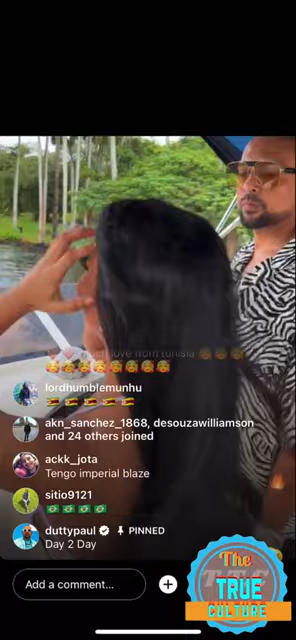 much love from tunisia
lordhumblemunhu
akn_sanchez_1868, desouzawilliamson
and 24 others joined
ackk_jota
Tengo imperial blaze
sitio9121
duttypaul PINNED
Day 2 Day
Add a comment...
The
TRUE
CULTURE